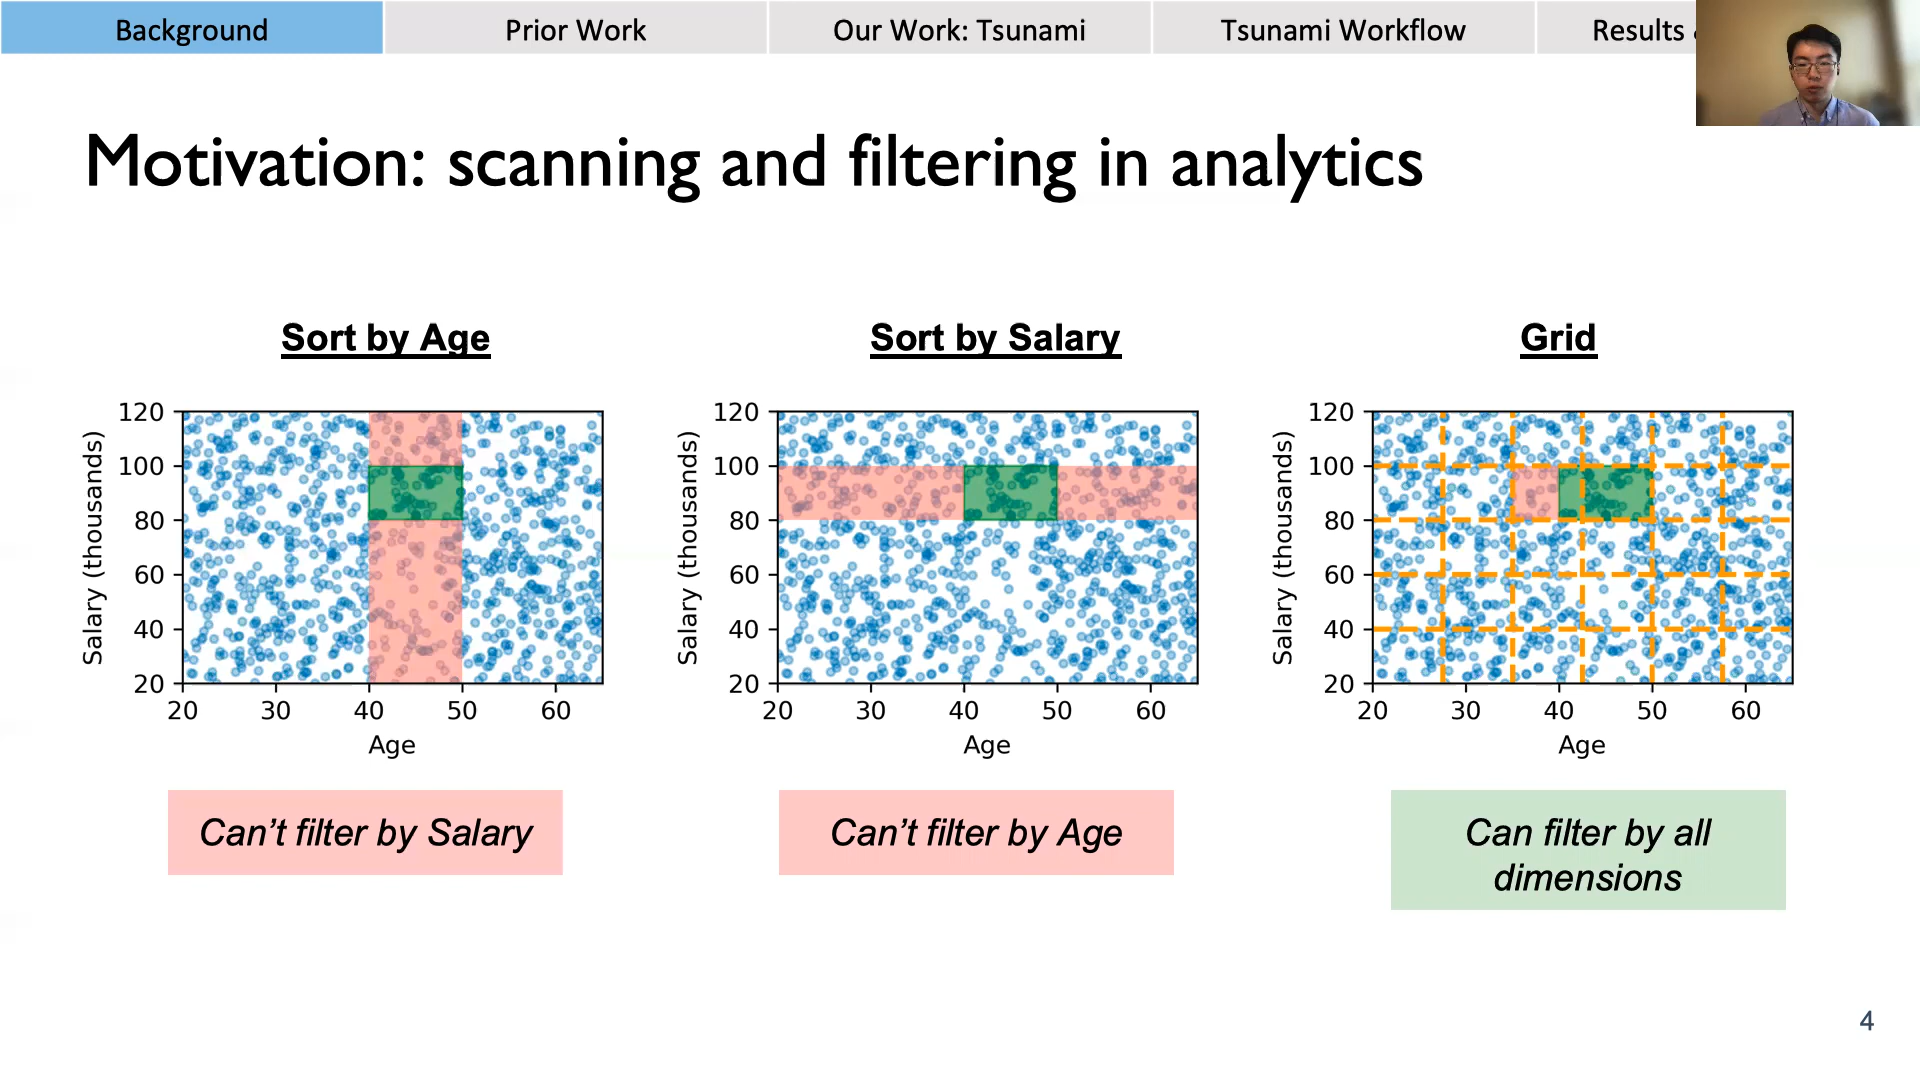 Background
Prior Work
Our Work: Tsunami
Tsunami Workflow
Results
Motivation: scanning and filtering in analytics
Sort by Age
Sort by Salary
Grid
Salary (thousands)
120
100
80
60
40
20
20 30 40 50 60
Age
Salary (thousands)
120
100
80
60
40
20
20 30 40 50 60
Age
Salary (thousands)
120
100
80
60
40
20
20 30 40 50 60
Age
Can’t filter by Salary
Can’t filter by Age
Can filter by all
dimensions
4